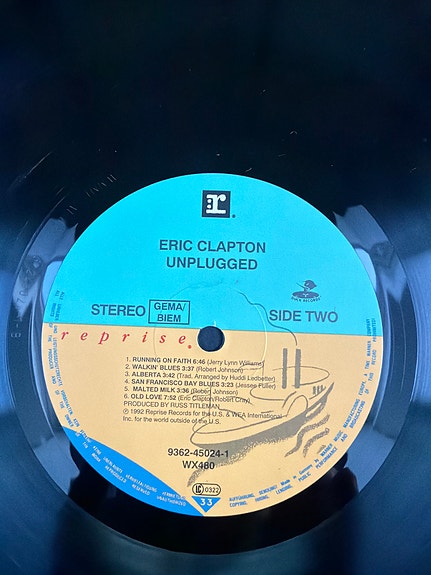 r
ERIC CLAPTON
UNPLUGGED
DUCK RECORDS
STEREO
GEMA/
BIEM
SIDE TWO
reprise.
1. RUNNING ON FAITH 6:46 (Jerry Lynn Williams)
2. WALKIN' BLUES 3:37 (Robert Johnson)
3. ALBERTA 3:42 (Trad. Arranged by Huddi Ledbetter)
4. SAN FRANCISCO BAY BLUES 3:23 (Jesse Fuller)
5. MALTED MILK 3:36 (Robert Johnson)
6. OLD LOVE 7:52 (Eric Clapton/Robert Cray)
PRODUCED BY RUSS TITLEMAN
℗ 1992 Reprise Records for the U.S. & WEA International
Inc. for the world outside of the U.S.
9362-45024-1
WX480
LC 0322
33